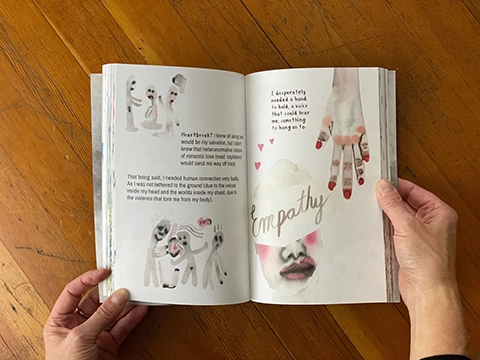 Heartbreak? I knew all along love
would be my salvation, but I didn't
know that heteronormative notions
of romantic love (read: capitalism)
would send me way off track.
That being said, I needed human connection very badly.
As I was not tethered to the ground (due to the voices
inside my head and the worlds inside my chest, due to
the violence that tore me from my body).
I desperately
needed a hand
to hold, a voice
that could hear
me, something
to hang on to.
Empathy